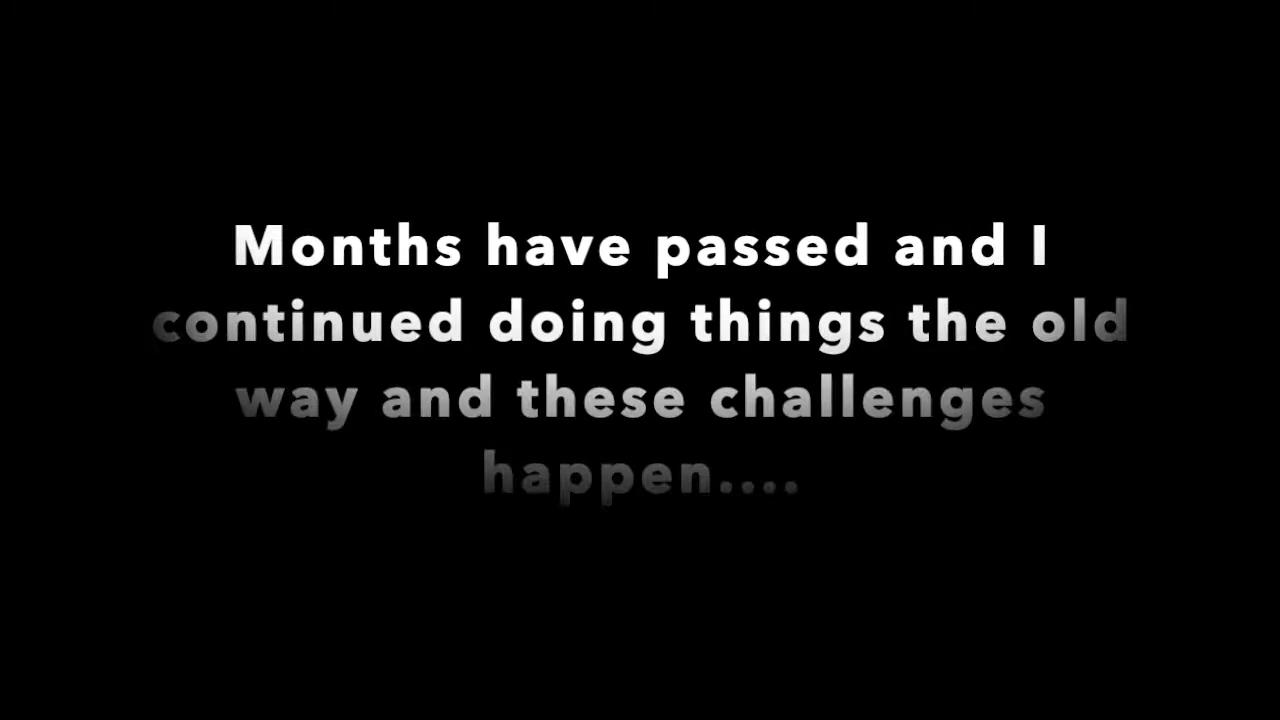 Months have passed and I
continued doing things the old
way and these challenges
happen....